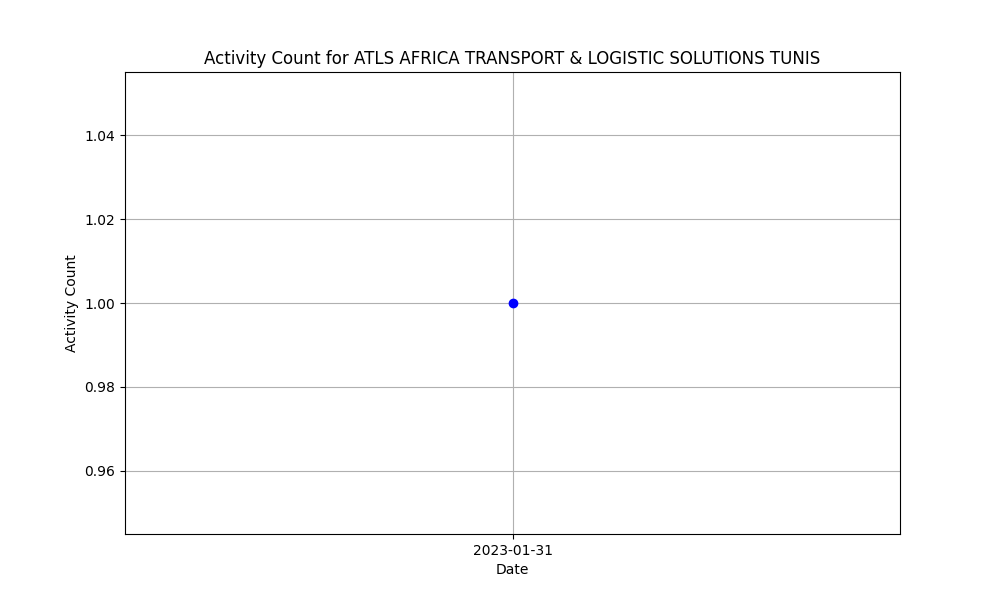 Activity Count for ATLS AFRICA TRANSPORT & LOGISTIC SOLUTIONS TUNIS
1.04
1.02
1.00
0.98
0.96
Activity Count
2023-01-31
Date